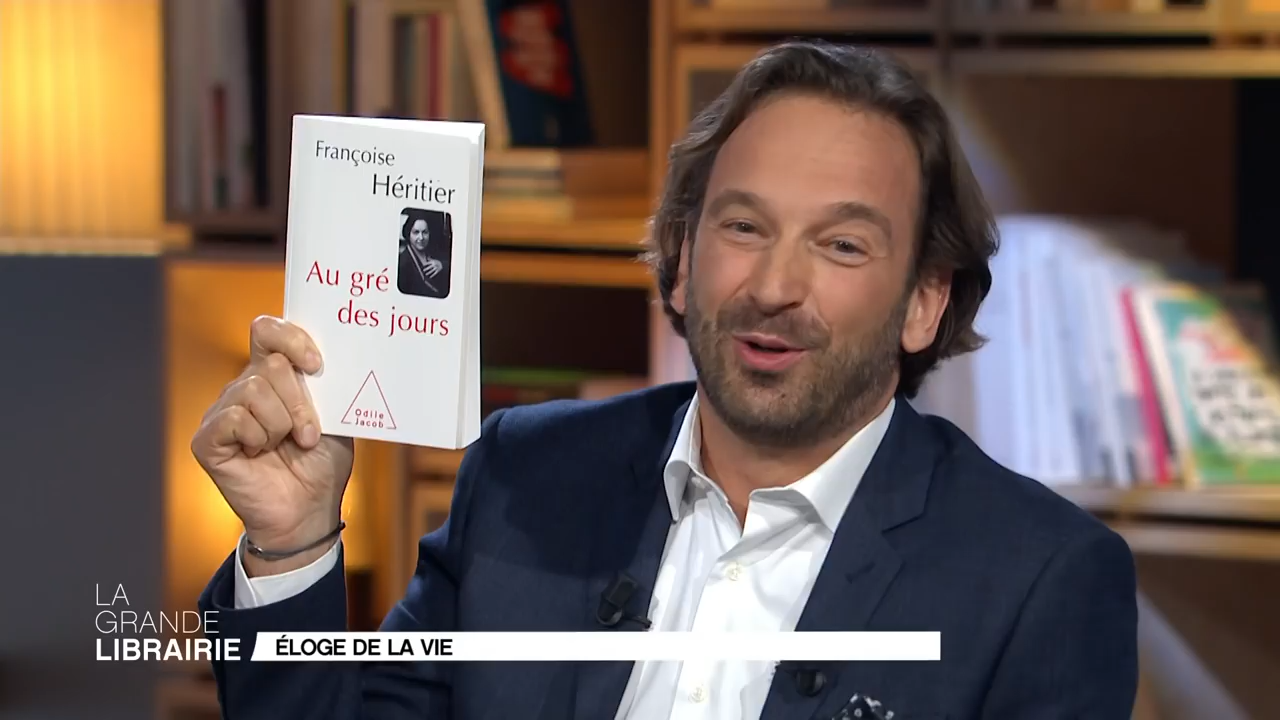 Françoise
Héritier
Au gré
des jours
Odile
Jacob
LA
GRANDE
LIBRAIRIE
ÉLOGE DE LA VIE